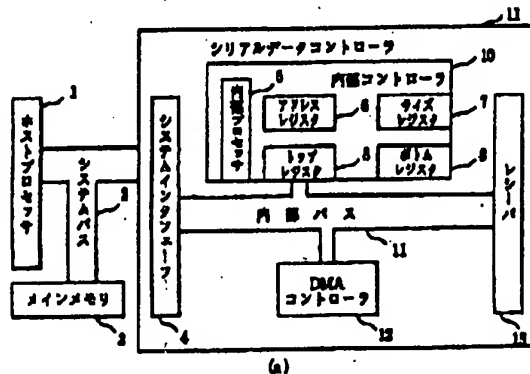 11
シリアルデータコントローラ
10
5
内部コントローラ
1
内部プロセッサ
アドレス
レジスタ
6
サイズ
レジスタ
7
ホストプロセッサ
システムバス
システムインタフェース
トップ
レジスタ
8
ボトム
レジスタ
9
レシーバ
内部バス
11
メインメモリ
DMA
コントローラ
2
4
12
(a)